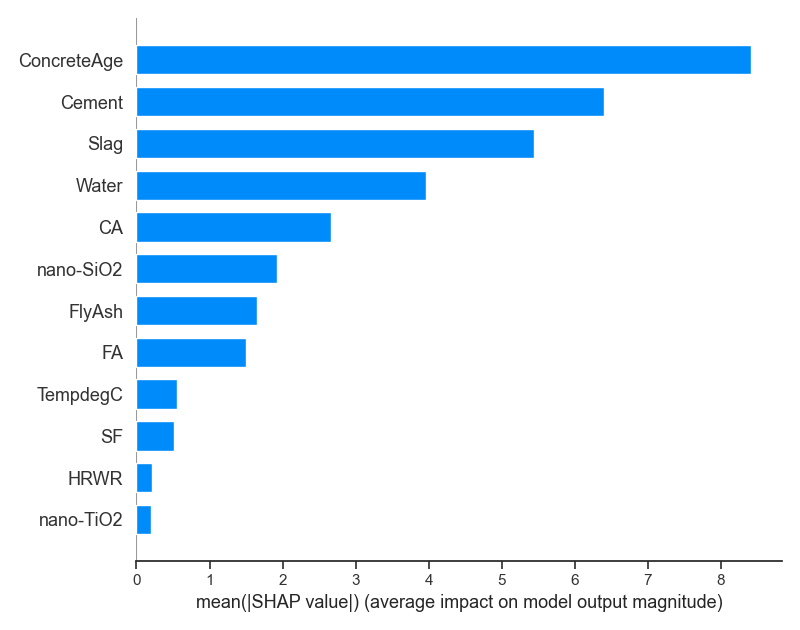 ConcreteAge
Cement
Slag
Water
CA
nano-SiO2
FlyAsh
FA
TempdegC
SF
HRWR
nano-TiO2
0 1 2 3 4 5 6 7 8
mean(|SHAP value|) (average impact on model output magnitude)